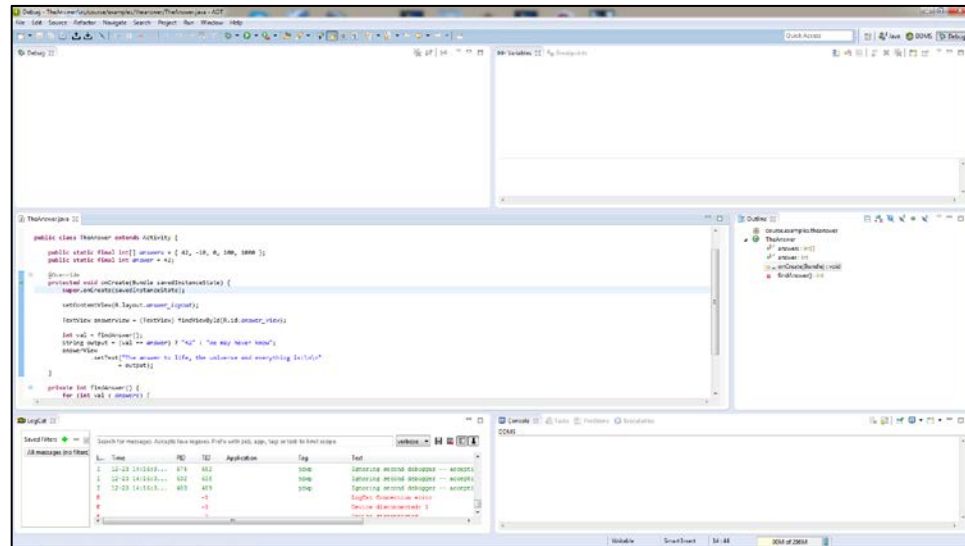 Debug - TheAnswer/src/course/examples/theanswer/TheAnswer.java - ADT
File Edit Source Refactor Navigate Search Project Run Window Help
Quick Access
Java DDMS Debug
Debug
Variables Breakpoints
TheAnswer.java
public class TheAnswer extends Activity {
public static final int[] answers = { 42, -10, 0, 100, 1000 };
public static final int answer = 42;
@Override
protected void onCreate(Bundle savedInstanceState) {
super.onCreate(savedInstanceState);
setContentView(R.layout.answer_layout);
TextView answerView = (TextView) findViewById(R.id.answer_view);
int val = findAnswer();
String output = (val == answer) ? "42" : "We may never know";
answerView
.setText("The answer to life, the universe and everything is:\n\n"
+ output);
}
private int findAnswer() {
for (int val : answers) {
Outline
course.examples.theanswer
TheAnswer
answers : int[]
answer : int
onCreate(Bundle) : void
findAnswer() : int
LogCat
Saved Filters
All messages (no filters)
Search for messages. Accepts Java regexes. Prefix with pid:, app:, tag: or text: to limit scope.
verbose
L... Time PID TID Application Tag Text
I Ignoring second debugger -- accepti
I Ignoring second debugger -- accepti
I Ignoring second debugger -- accepti
E LogCat Connection error
E Device disconnected: 1
Console Tasks Problems Executables
DDMS
Writable Smart Insert